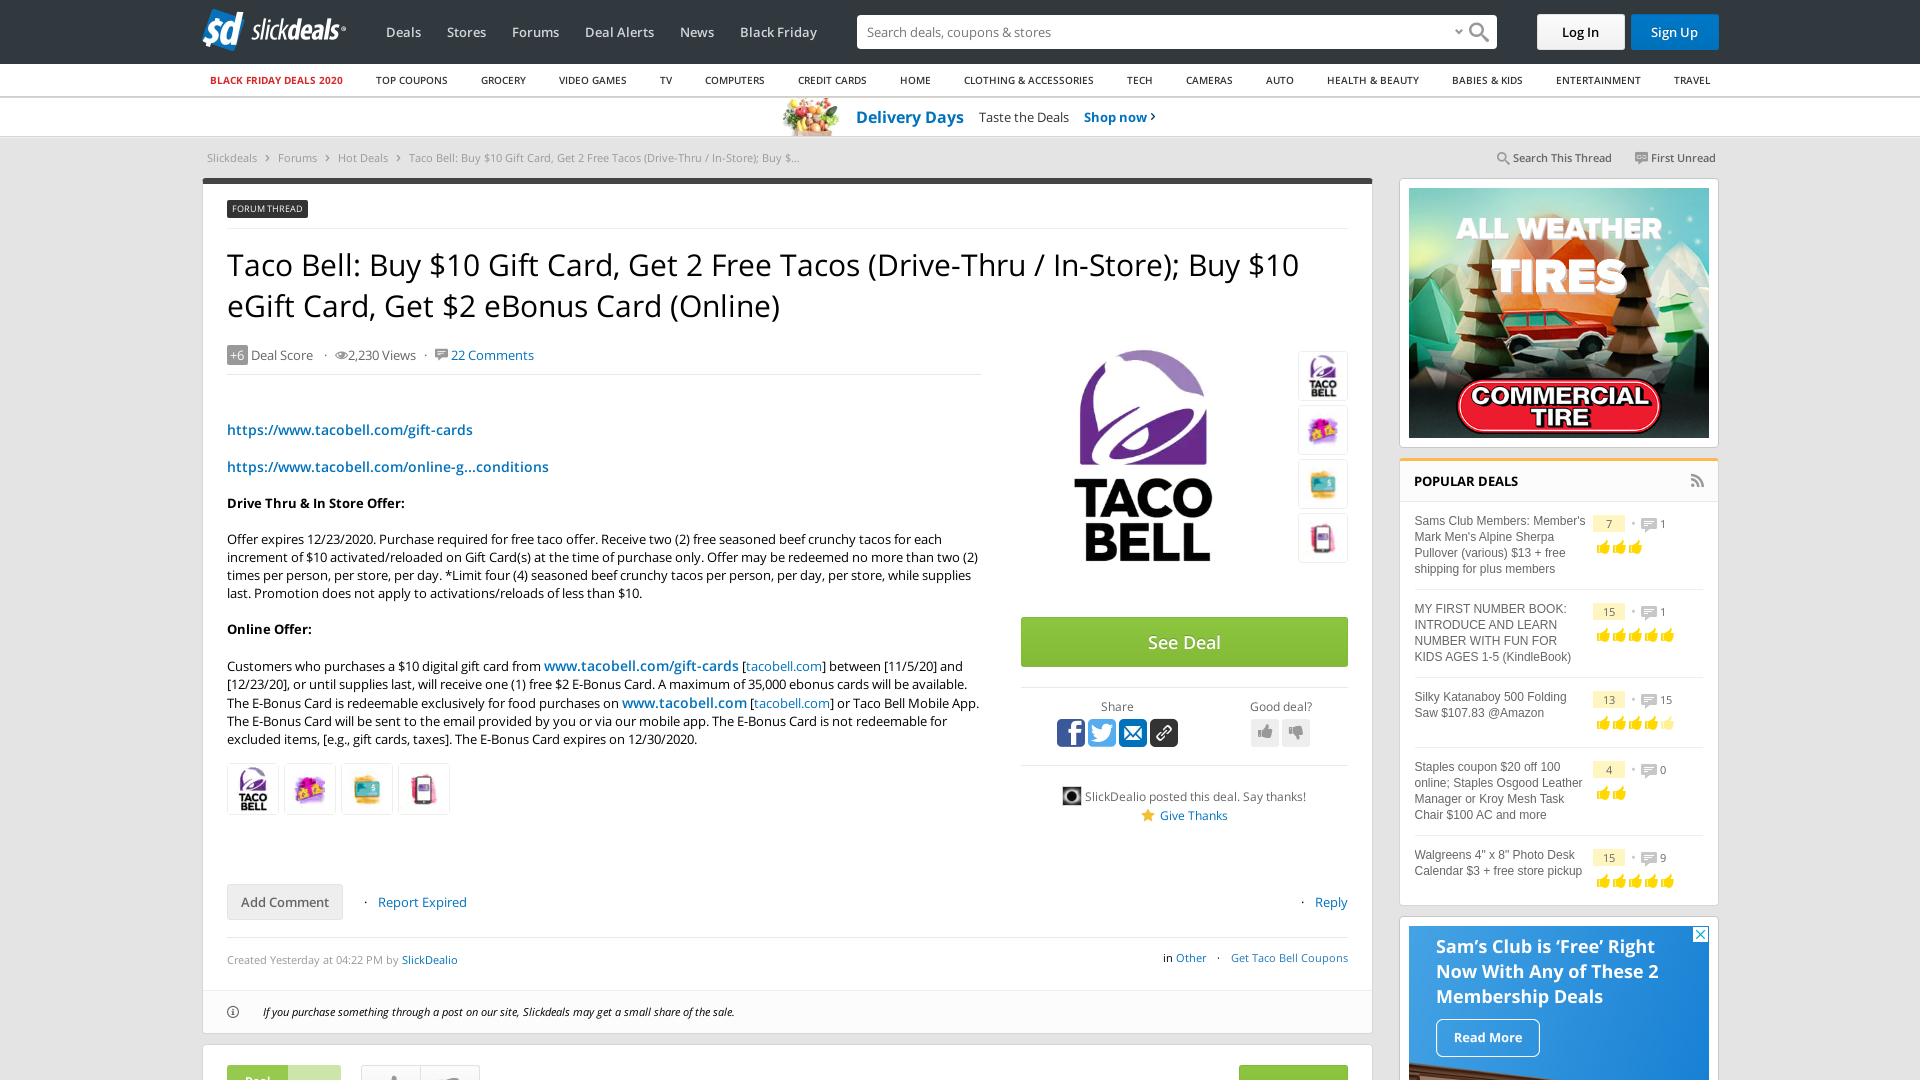 sd slickdeals
Deals Stores Forums Deal Alerts News Black Friday
Search deals, coupons & stores
Log In
Sign Up
BLACK FRIDAY DEALS 2020 TOP COUPONS GROCERY VIDEO GAMES TV COMPUTERS CREDIT CARDS HOME CLOTHING & ACCESSORIES TECH CAMERAS AUTO HEALTH & BEAUTY BABIES & KIDS ENTERTAINMENT TRAVEL
Delivery Days Taste the Deals Shop now ›
Slickdeals › Forums › Hot Deals › Taco Bell: Buy $10 Gift Card, Get 2 Free Tacos (Drive-Thru / In-Store); Buy $...
Search This Thread First Unread
FORUM THREAD
Taco Bell: Buy $10 Gift Card, Get 2 Free Tacos (Drive-Thru / In-Store); Buy $10
eGift Card, Get $2 eBonus Card (Online)
+6 Deal Score · 2,230 Views · 22 Comments
https://www.tacobell.com/gift-cards
https://www.tacobell.com/online-g...conditions
Drive Thru & In Store Offer:
Offer expires 12/23/2020. Purchase required for free taco offer. Receive two (2) free seasoned beef crunchy tacos for each
increment of $10 activated/reloaded on Gift Card(s) at the time of purchase only. Offer may be redeemed no more than two (2)
times per person, per store, per day. *Limit four (4) seasoned beef crunchy tacos per person, per day, per store, while supplies
last. Promotion does not apply to activations/reloads of less than $10.
Online Offer:
Customers who purchases a $10 digital gift card from www.tacobell.com/gift-cards [tacobell.com] between [11/5/20] and
[12/23/20], or until supplies last, will receive one (1) free $2 E-Bonus Card. A maximum of 35,000 ebonus cards will be available.
The E-Bonus Card is redeemable exclusively for food purchases on www.tacobell.com [tacobell.com] or Taco Bell Mobile App.
The E-Bonus Card will be sent to the email provided by you or via our mobile app. The E-Bonus Card is not redeemable for
excluded items, [e.g., gift cards, taxes]. The E-Bonus Card expires on 12/30/2020.
TACO
BELL
TACO
BELL
TACO
BELL
See Deal
Share
Good deal?
SlickDealio posted this deal. Say thanks!
Give Thanks
Add Comment · Report Expired
· Reply
Created Yesterday at 04:22 PM by SlickDealio
in Other · Get Taco Bell Coupons
If you purchase something through a post on our site, Slickdeals may get a small share of the sale.
Deal
ALL WEATHER
TIRES
COMMERCIAL
TIRE
POPULAR DEALS
Sams Club Members: Member's
Mark Men's Alpine Sherpa
Pullover (various) $13 + free
shipping for plus members
7 • 1
MY FIRST NUMBER BOOK:
INTRODUCE AND LEARN
NUMBER WITH FUN FOR
KIDS AGES 1-5 (KindleBook)
15 • 1
Silky Katanaboy 500 Folding
Saw $107.83 @Amazon
13 • 15
Staples coupon $20 off 100
online; Staples Osgood Leather
Manager or Kroy Mesh Task
Chair $100 AC and more
4 • 0
Walgreens 4" x 8" Photo Desk
Calendar $3 + free store pickup
15 • 9
Sam's Club is 'Free' Right
Now With Any of These 2
Membership Deals
Read More